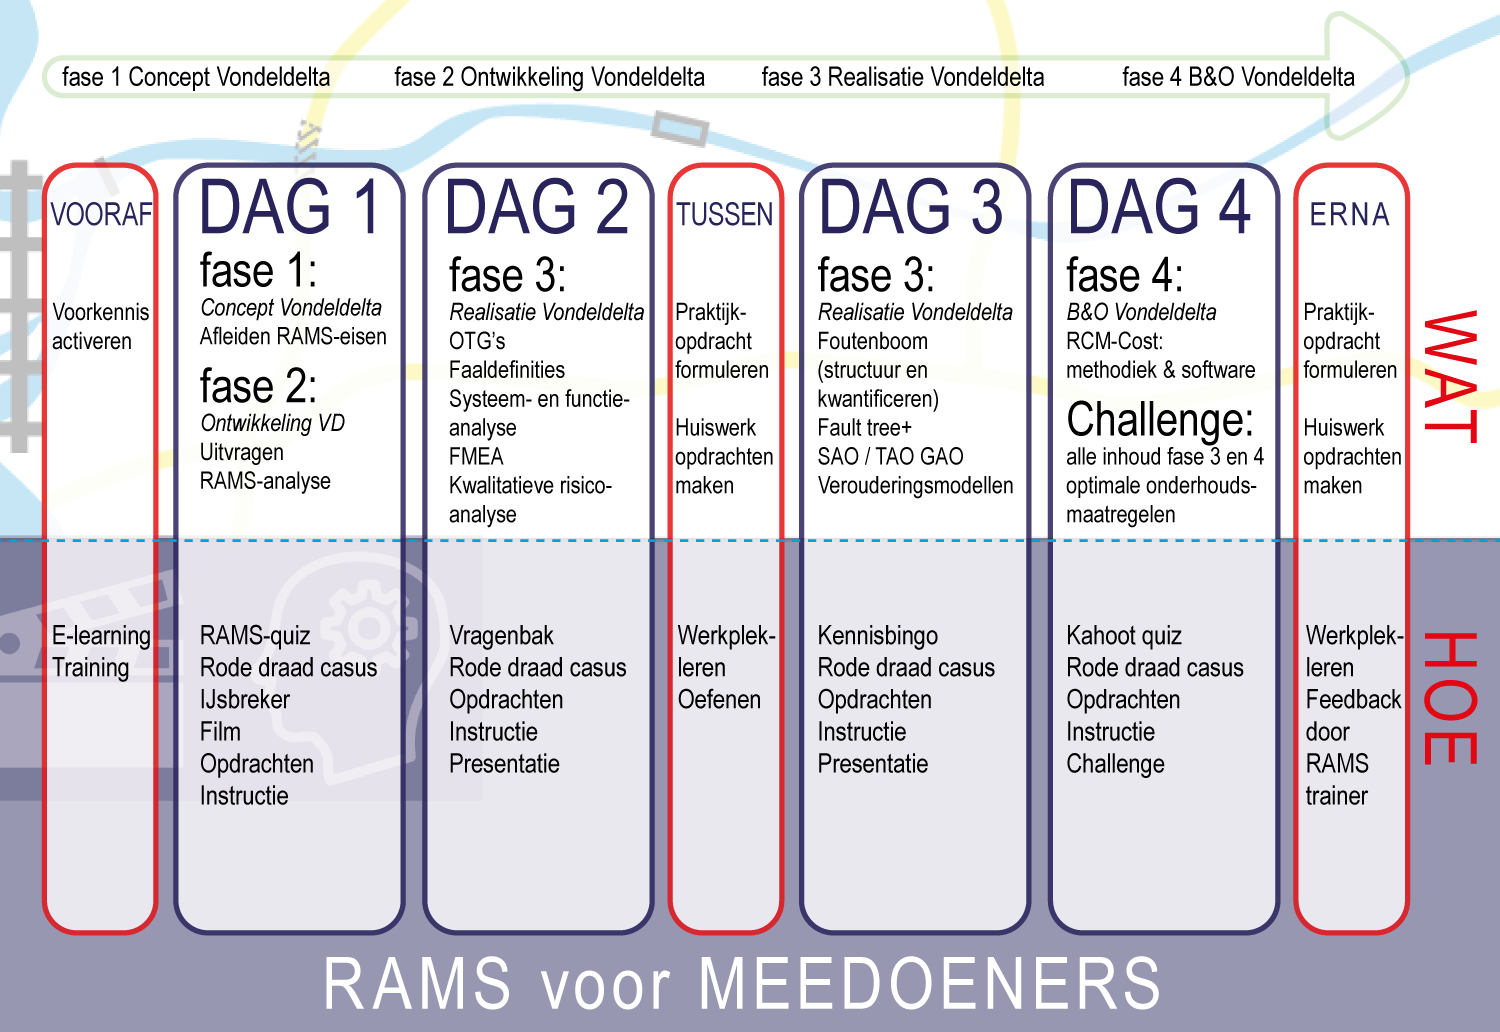 fase 1 Concept Vondeldelta
fase 2 Ontwikkeling Vondeldelta
fase 3 Realisatie Vondeldelta
fase 4 B&O Vondeldelta
VOORAF
Voorkennis
activeren
E-learning
Training
DAG 1
fase 1:
Concept Vondeldelta
Afleiden RAMS-eisen
fase 2:
Ontwikkeling VD
Uitvragen
RAMS-analyse
RAMS-quiz
Rode draad casus
IJsbreker
Film
Opdrachten
Instructie
DAG 2
fase 3:
Realisatie Vondeldelta
OTG's
Faaldefinities
Systeem- en functie-
analyse
FMEA
Kwalitatieve risico-
analyse
Vragenbak
Rode draad casus
Opdrachten
Instructie
Presentatie
TUSSEN
Praktijk-
opdracht
formuleren
Huiswerk
opdrachten
maken
Werkplek-
leren
Oefenen
DAG 3
fase 3:
Realisatie Vondeldelta
Foutenboom
(structuur en
kwantificeren)
Fault tree+
SAO / TAO GAO
Verouderingsmodellen
Kennisbingo
Rode draad casus
Opdrachten
Instructie
Presentatie
DAG 4
fase 4:
B&O Vondeldelta
RCM-Cost:
methodiek & software
Challenge:
alle inhoud fase 3 en 4
optimale onderhouds-
maatregelen
Kahoot quiz
Rode draad casus
Opdrachten
Instructie
Challenge
ERNA
Praktijk-
opdracht
formuleren
Huiswerk
opdrachten
maken
Werkplek-
leren
Feedback
door
RAMS
trainer
WAT
HOE
RAMS voor MEEDOENERS